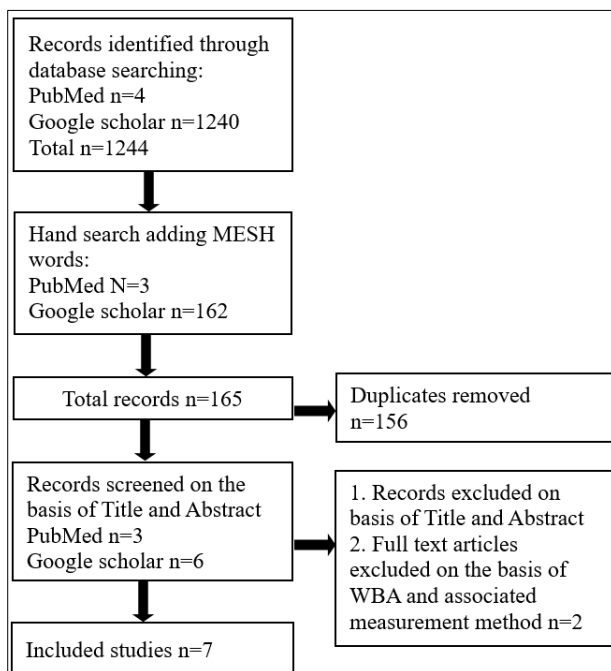 Records identified through
database searching:
PubMed n=4
Google scholar n=1240
Total n=1244
Hand search adding MESH
words:
PubMed N=3
Google scholar n=162
Total records n=165
Duplicates removed
n=156
Records screened on the
basis of Title and Abstract
PubMed n=3
Google scholar n=6
1. Records excluded on
basis of Title and Abstract
2. Full text articles
excluded on the basis of
WBA and associated
measurement method n=2
Included studies n=7